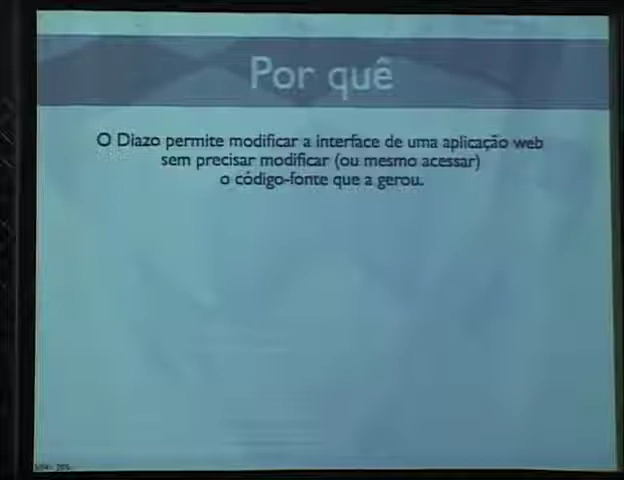 Por quê
O Diazo permite modificar a interface de uma aplicação web
sem precisar modificar (ou mesmo acessar)
o código-fonte que a gerou.